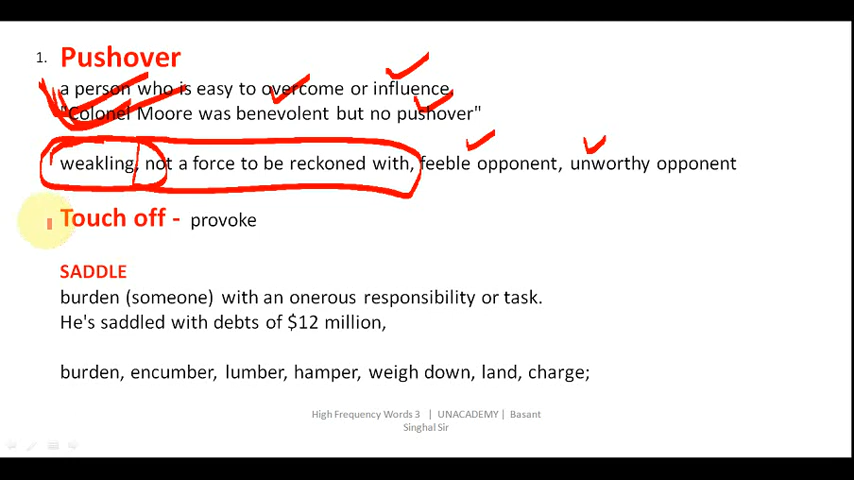 1. Pushover
a person who is easy to overcome or influence.
"Colonel Moore was benevolent but no pushover"
weakling, not a force to be reckoned with, feeble opponent, unworthy opponent
Touch off - provoke
SADDLE
burden (someone) with an onerous responsibility or task.
He's saddled with debts of $12 million,
burden, encumber, lumber, hamper, weigh down, land, charge;
High Frequency Words 3 | UNACADEMY | Basant
Singhal Sir